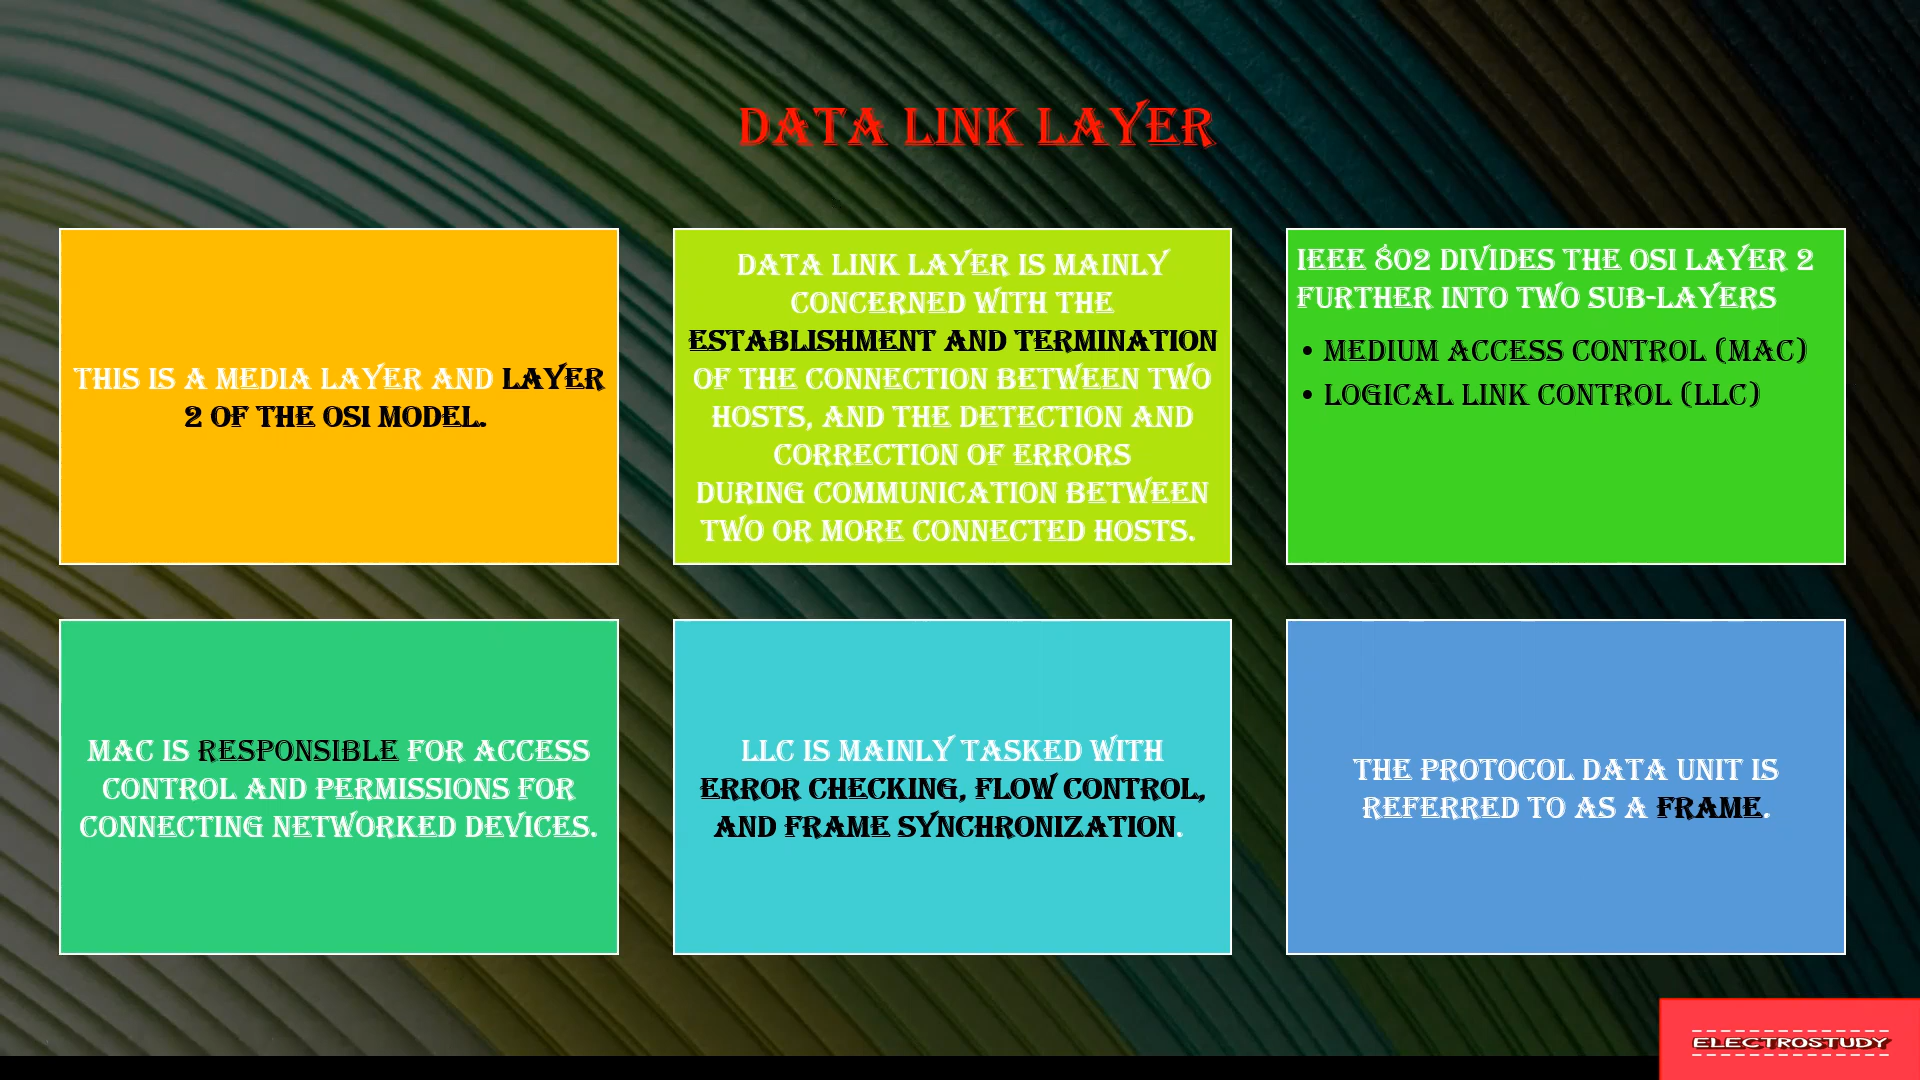 DATA LINK LAYER
THIS IS A MEDIA LAYER AND LAYER
2 OF THE OSI MODEL.
DATA LINK LAYER IS MAINLY
CONCERNED WITH THE
ESTABLISHMENT AND TERMINATION
OF THE CONNECTION BETWEEN TWO
HOSTS, AND THE DETECTION AND
CORRECTION OF ERRORS
DURING COMMUNICATION BETWEEN
TWO OR MORE CONNECTED HOSTS.
IEEE 802 DIVIDES THE OSI LAYER 2
FURTHER INTO TWO SUB-LAYERS
• MEDIUM ACCESS CONTROL (MAC)
• LOGICAL LINK CONTROL (LLC)
MAC IS RESPONSIBLE FOR ACCESS
CONTROL AND PERMISSIONS FOR
CONNECTING NETWORKED DEVICES.
LLC IS MAINLY TASKED WITH
ERROR CHECKING, FLOW CONTROL,
AND FRAME SYNCHRONIZATION.
THE PROTOCOL DATA UNIT IS
REFERRED TO AS A FRAME.
ELECTROSTUDY